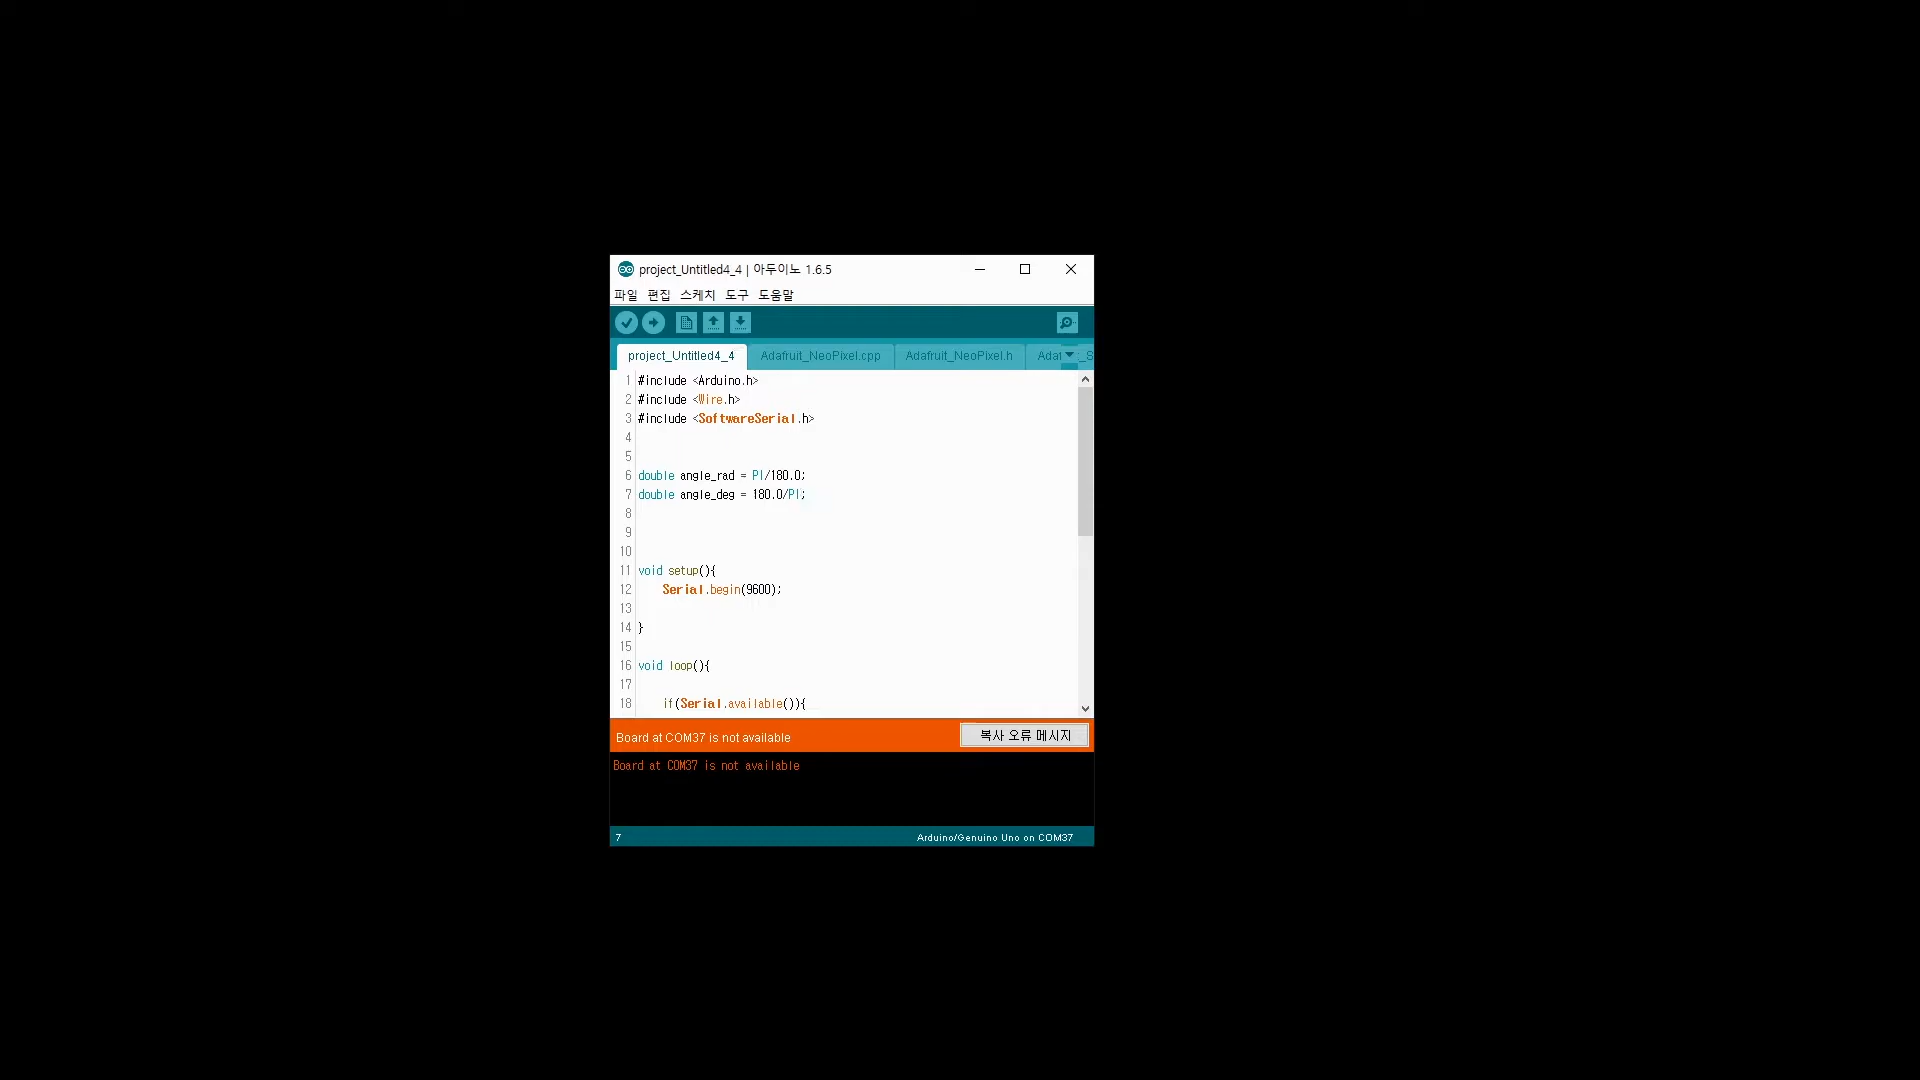 project_Untitled4_4 | 아두이노 1.6.5
파일 편집 스케치 도구 도움말
project_Untitled4_4 Adafruit_NeoPixel.cpp Adafruit_NeoPixel.h
1 #include <Arduino.h>
2 #include <Wire.h>
3 #include <SoftwareSerial.h>
4
5
6 double angle_rad = PI/180.0;
7 double angle_deg = 180.0/PI;
8
9
10
11 void setup(){
12 Serial.begin(9600);
13
14 }
15
16 void loop(){
17
18 if(Serial.available()){
Board at COM37 is not available
복사 오류 메시지
Board at COM37 is not available
7 Arduino/Genuino Uno on COM37